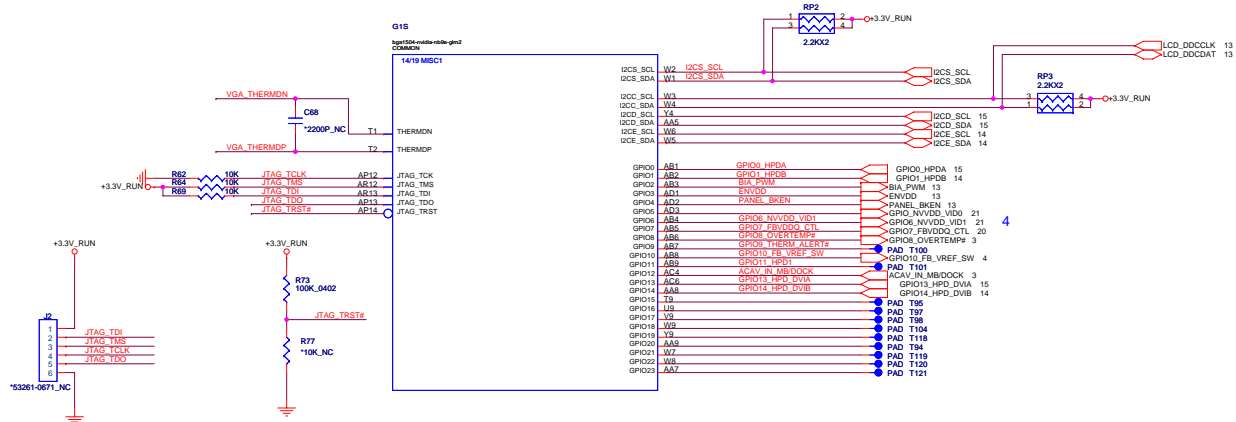 RP2
1 2 +3.3V_RUN
3 4
2.2KX2
G1S
bga1504-nvidia-nb9e-glm2
COMMON
14/19 MISC1
LCD_DDCCLK 13
LCD_DDCDAT 13
I2CS_SCL W2 I2CS_SCL I2CS_SCL
I2CS_SDA W1 I2CS_SDA I2CS_SDA
RP3
2.2KX2
3 4 +3.3V_RUN
1 2
I2CC_SCL W3
I2CC_SDA W4
I2CD_SCL Y4 I2CD_SCL 15
I2CD_SDA AA5 I2CD_SDA 15
I2CE_SCL W6 I2CE_SCL 14
I2CE_SDA W5 I2CE_SDA 14
VGA_THERMDN
C68
*2200P_NC
T1 THERMDN
VGA_THERMDP T2 THERMDP
R62 10K JTAG_TCLK AP12 JTAG_TCK
+3.3V_RUN R64 10K JTAG_TMS AR12 JTAG_TMS
R69 10K JTAG_TDI AR13 JTAG_TDI
JTAG_TDO AP13 JTAG_TDO
JTAG_TRST# AP14 JTAG_TRST
GPIO0 AB1 GPIO0_HPDA GPIO0_HPDA 15
GPIO1 AB2 GPIO1_HPDB GPIO1_HPDB 14
GPIO2 AB3 BIA_PWM BIA_PWM 13
GPIO3 AD1 ENVDD ENVDD 13
GPIO4 AD2 PANEL_BKEN PANEL_BKEN 13
GPIO5 AD3 GPIO_NVVDD_VID0 21
GPIO6 AB4 GPIO6_NVVDD_VID1 GPIO6_NVVDD_VID1 21
4
GPIO7 AB5 GPIO7_FBVDDQ_CTL GPIO7_FBVDDQ_CTL 20
GPIO8 AB6 GPIO8_OVERTEMP# GPIO8_OVERTEMP# 3
GPIO9 AB7 GPIO9_THERM_ALERT# PAD T100
GPIO10 AB8 GPIO10_FB_VREF_SW GPIO10_FB_VREF_SW 4
GPIO11 AB9 GPIO11_HPD1 PAD T101
GPIO12 AC4 ACAV_IN_MB/DOCK ACAV_IN_MB/DOCK 3
GPIO13 AC6 GPIO13_HPD_DVIA GPIO13_HPD_DVIA 15
GPIO14 AA8 GPIO14_HPD_DVIB GPIO14_HPD_DVIB 14
GPIO15 T9 PAD T95
GPIO16 U9 PAD T97
GPIO17 V9 PAD T98
GPIO18 W9 PAD T104
GPIO19 Y9 PAD T118
GPIO20 AA9 PAD T94
GPIO21 W7 PAD T119
GPIO22 W8 PAD T120
GPIO23 AA7 PAD T121
+3.3V_RUN
J2
1
2 JTAG_TDI
3 JTAG_TMS
4 JTAG_TCLK
5 JTAG_TDO
6
*53261-0671_NC
+3.3V_RUN
R73
100K_0402
JTAG_TRST#
R77
*10K_NC